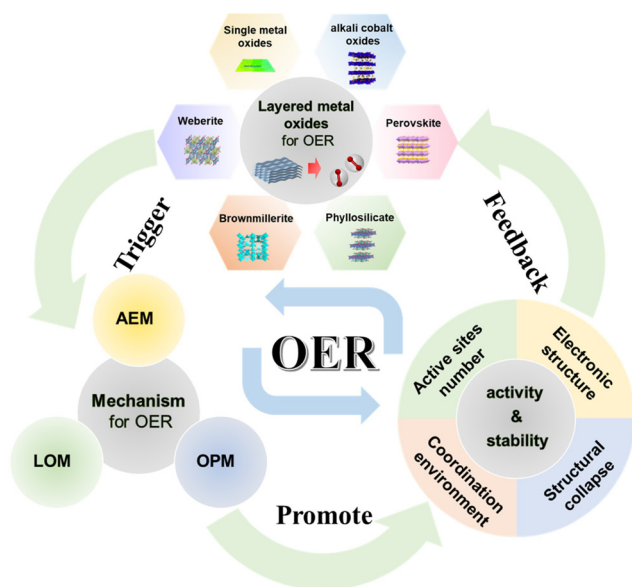 Single metal
oxides
alkali cobalt
oxides
Layered metal
oxides
for OER
Weberite
Perovskite
Brownmillerite
Phyllosilicate
Trigger
Feedback
AEM
Mechanism
for OER
LOM
OPM
OER
Active sites
number
Electronic
structure
activity
&
stability
Coordination
environment
Structural
collapse
Promote